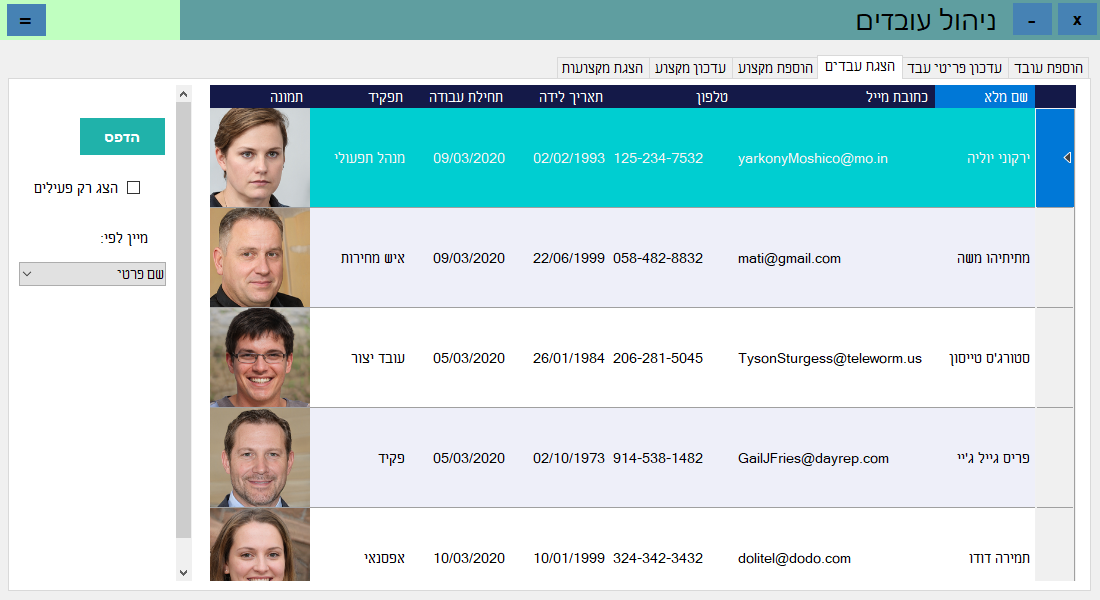 ניהול עובדים
x
-
=
הוספת עובד
עדכון פריטי עבד
הצגת עבדים
הוספת מקצוע
עדכון מקצוע
הצגת מקצועות
שם מלא כתובת מייל טלפון תאריך לידה תחילת עבודה תפקיד תמונה
ירקוני יוליה yarkonyMoshico@mo.in 125-234-7532 02/02/1993 09/03/2020 מנהל תפעולי
מתיתיהו משה mati@gmail.com 058-482-8832 22/06/1999 09/03/2020 איש מחירות
סטורג'ס טייסון TysonSturgess@teleworm.us 206-281-5045 26/01/1984 05/03/2020 עובד יצור
פריס גייל ג'יי GailJFries@dayrep.com 914-538-1482 02/10/1973 05/03/2020 פקיד
תמירה דודו dolitel@dodo.com 324-342-3432 10/01/1999 10/03/2020 אפסנאי
הדפס
הצג רק פעילים
מיין לפי:
שם פרטי